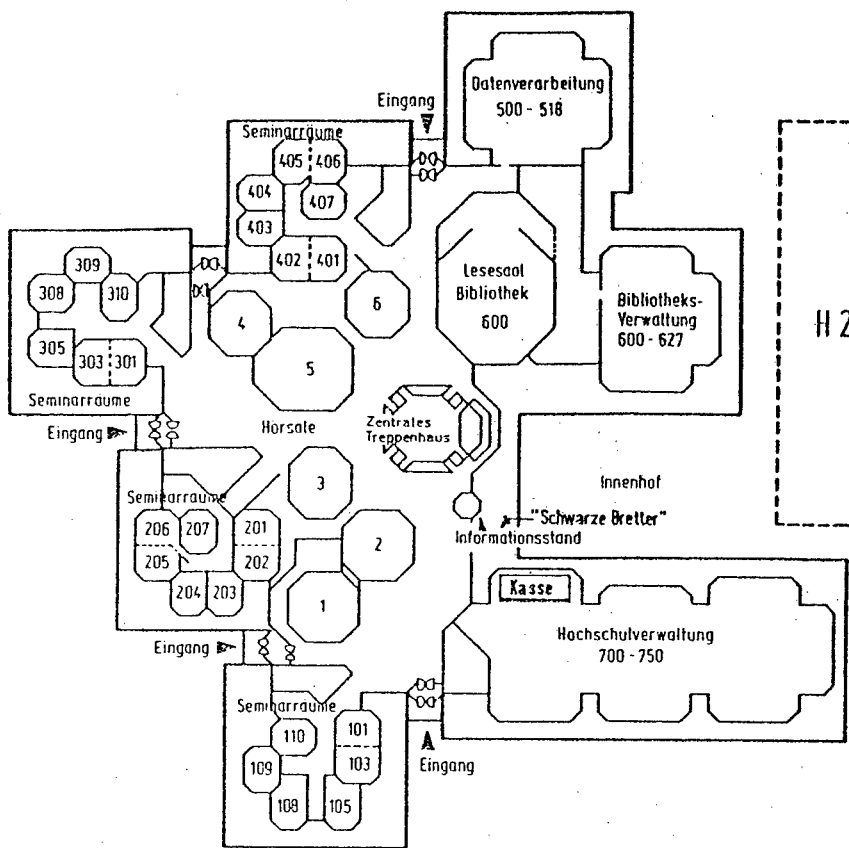 Datenverarbeitung
500 - 518
Eingang
Seminarräume
405
406
404
407
403
402
401
309
308
310
305
303
301
Seminarräume
4
6
5
Lesesaal
Bibliothek
600
Bibliotheks-
Verwaltung
600 - 627
H 2
Hörsäle
Zentrales
Treppenhaus
Eingang
Seminarräume
206
207
201
205
202
204
203
3
2
1
Innenhof
"Schwarze Bretter"
Informationsstand
Kasse
Hochschulverwaltung
700 - 750
Eingang
Seminarräume
110
101
109
103
108
105
Eingang